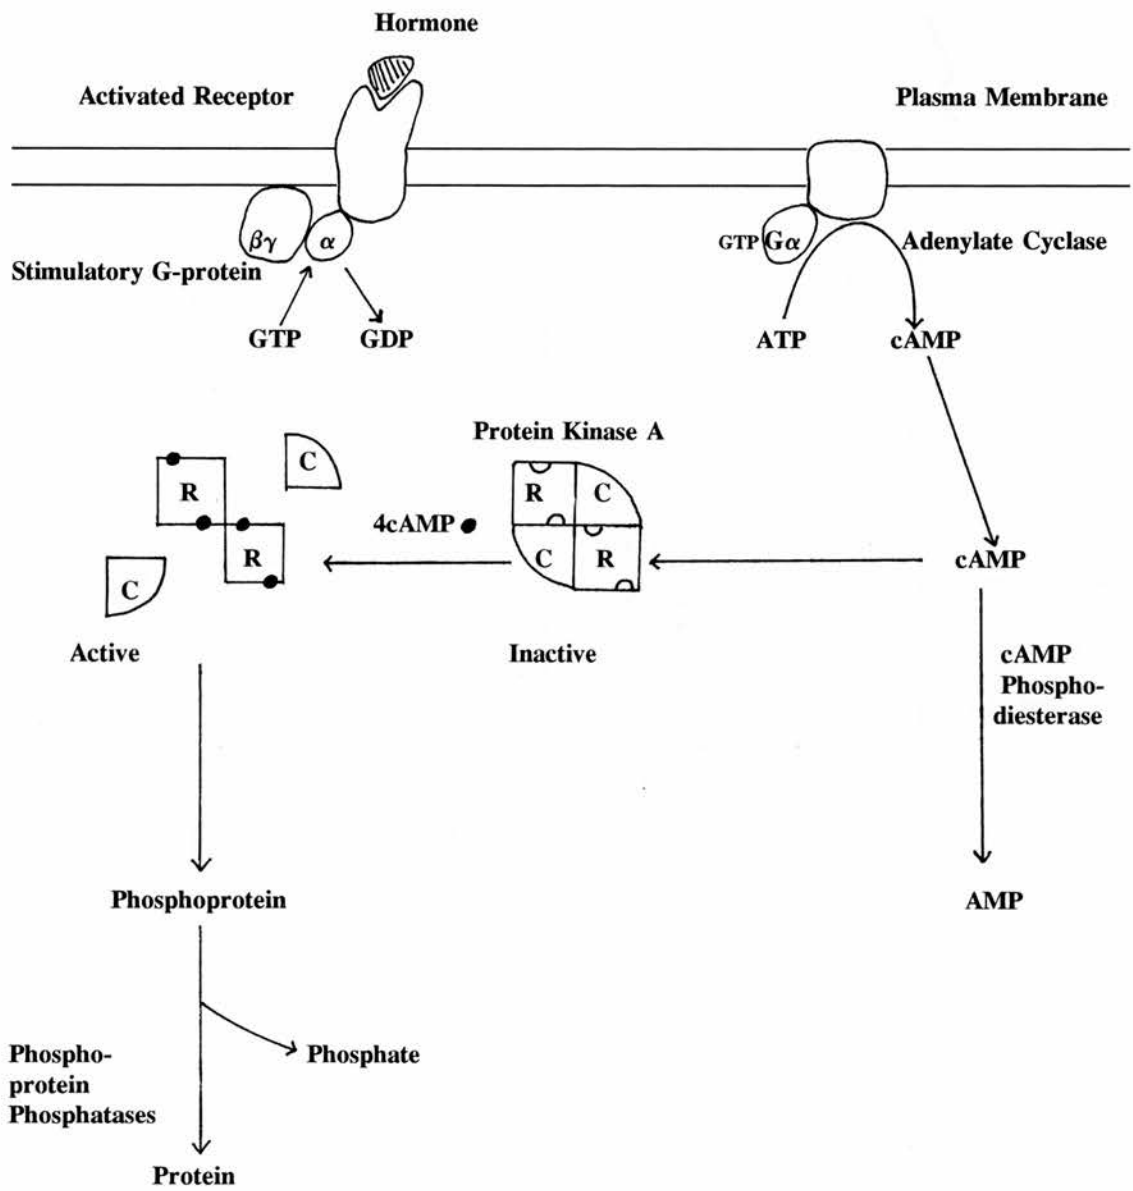 Hormone
Activated Receptor
Plasma Membrane
βγ
α
GTP Gα
Adenylate Cyclase
Stimulatory G-protein
GTP
GDP
ATP
cAMP
Protein Kinase A
C
R
R
C
4cAMP
R
C
R
C
cAMP
Active
Inactive
cAMP
Phospho-
diesterase
Phosphoprotein
AMP
Phospho-
protein
Phosphatases
Phosphate
Protein